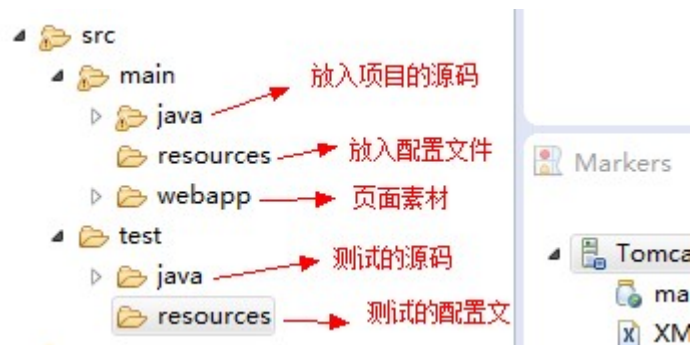 src
main
放入项目的源码
java
resources
放入配置文件
webapp
页面素材
test
测试的源码
java
resources
测试的配置文
Markers
Tomca
ma
XM